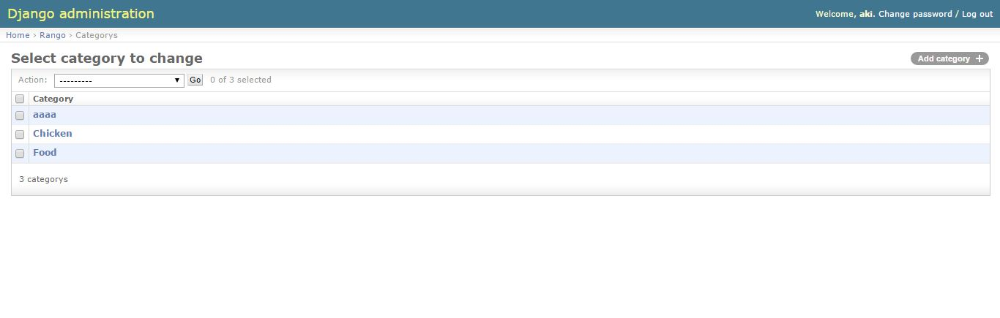 Django administration
Welcome, aki. Change password / Log out
Home › Rango › Categorys
Select category to change
Add category +
Action: --------- Go 0 of 3 selected
Category
aaaa
Chicken
Food
3 categorys